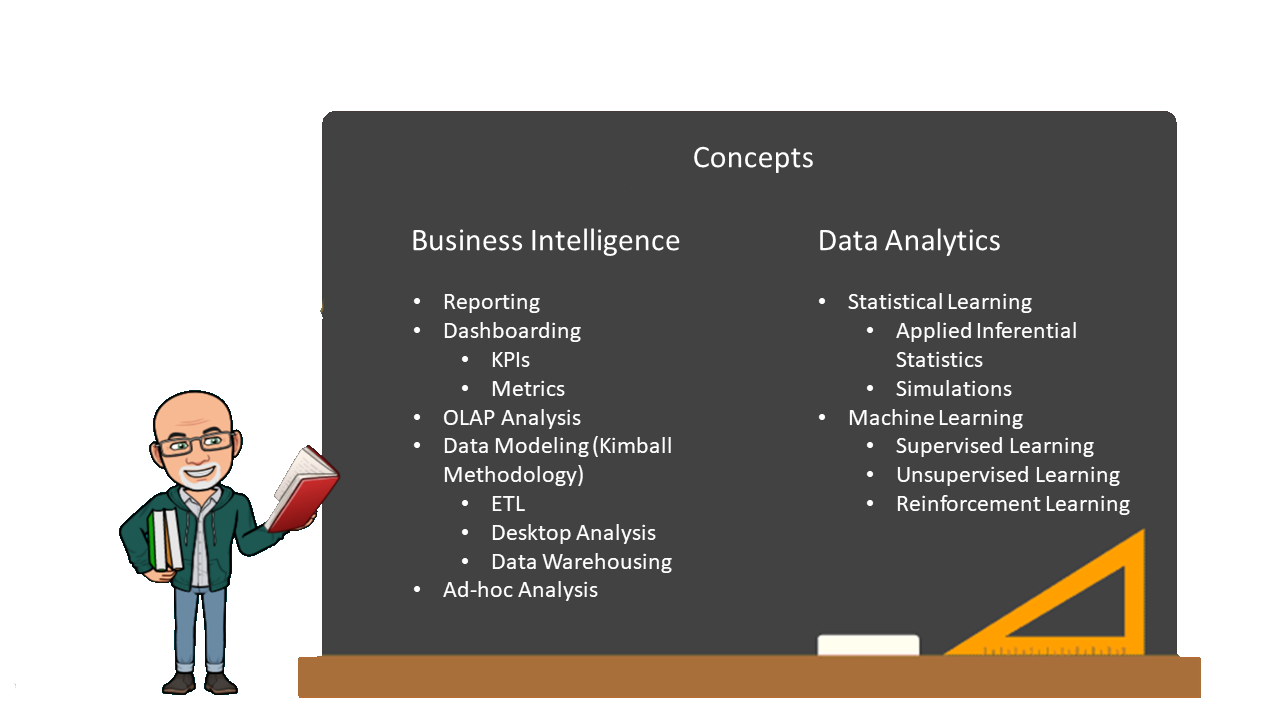 Concepts
Business Intelligence
• Reporting
• Dashboarding
• KPIs
• Metrics
• OLAP Analysis
• Data Modeling (Kimball
Methodology)
• ETL
• Desktop Analysis
• Data Warehousing
• Ad-hoc Analysis
Data Analytics
• Statistical Learning
• Applied Inferential
Statistics
• Simulations
• Machine Learning
• Supervised Learning
• Unsupervised Learning
• Reinforcement Learning